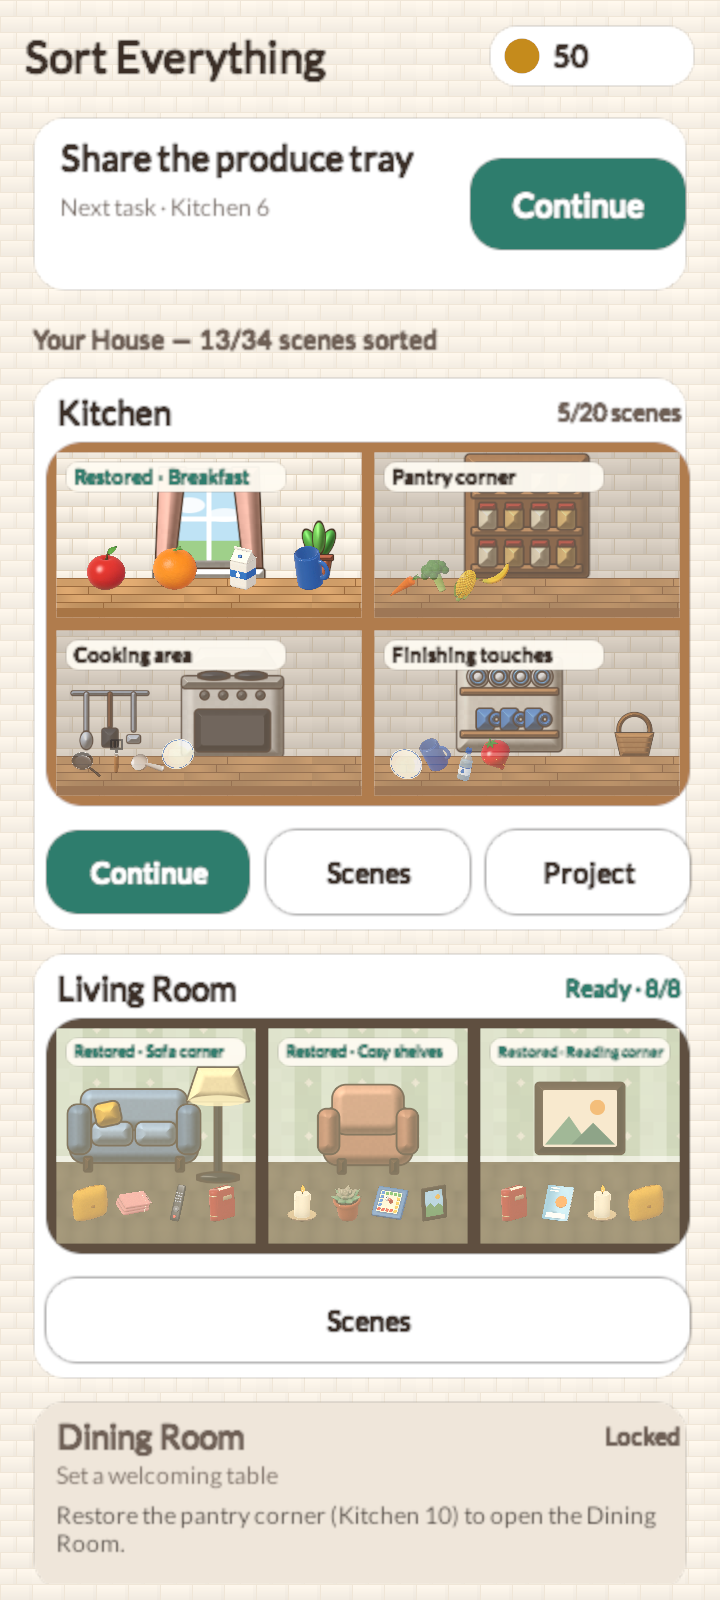 Sort Everything
50
Share the produce tray
Next task · Kitchen 6
Continue
Your House — 13/34 scenes sorted
Kitchen
5/20 scenes
Restored · Breakfast
Pantry corner
Cooking area
Finishing touches
Continue
Scenes
Project
Living Room
Ready · 8/8
Restored · Sofa corner
Restored · Cosy shelves
Restored · Reading corner
Scenes
Dining Room
Locked
Set a welcoming table
Restore the pantry corner (Kitchen 10) to open the Dining
Room.